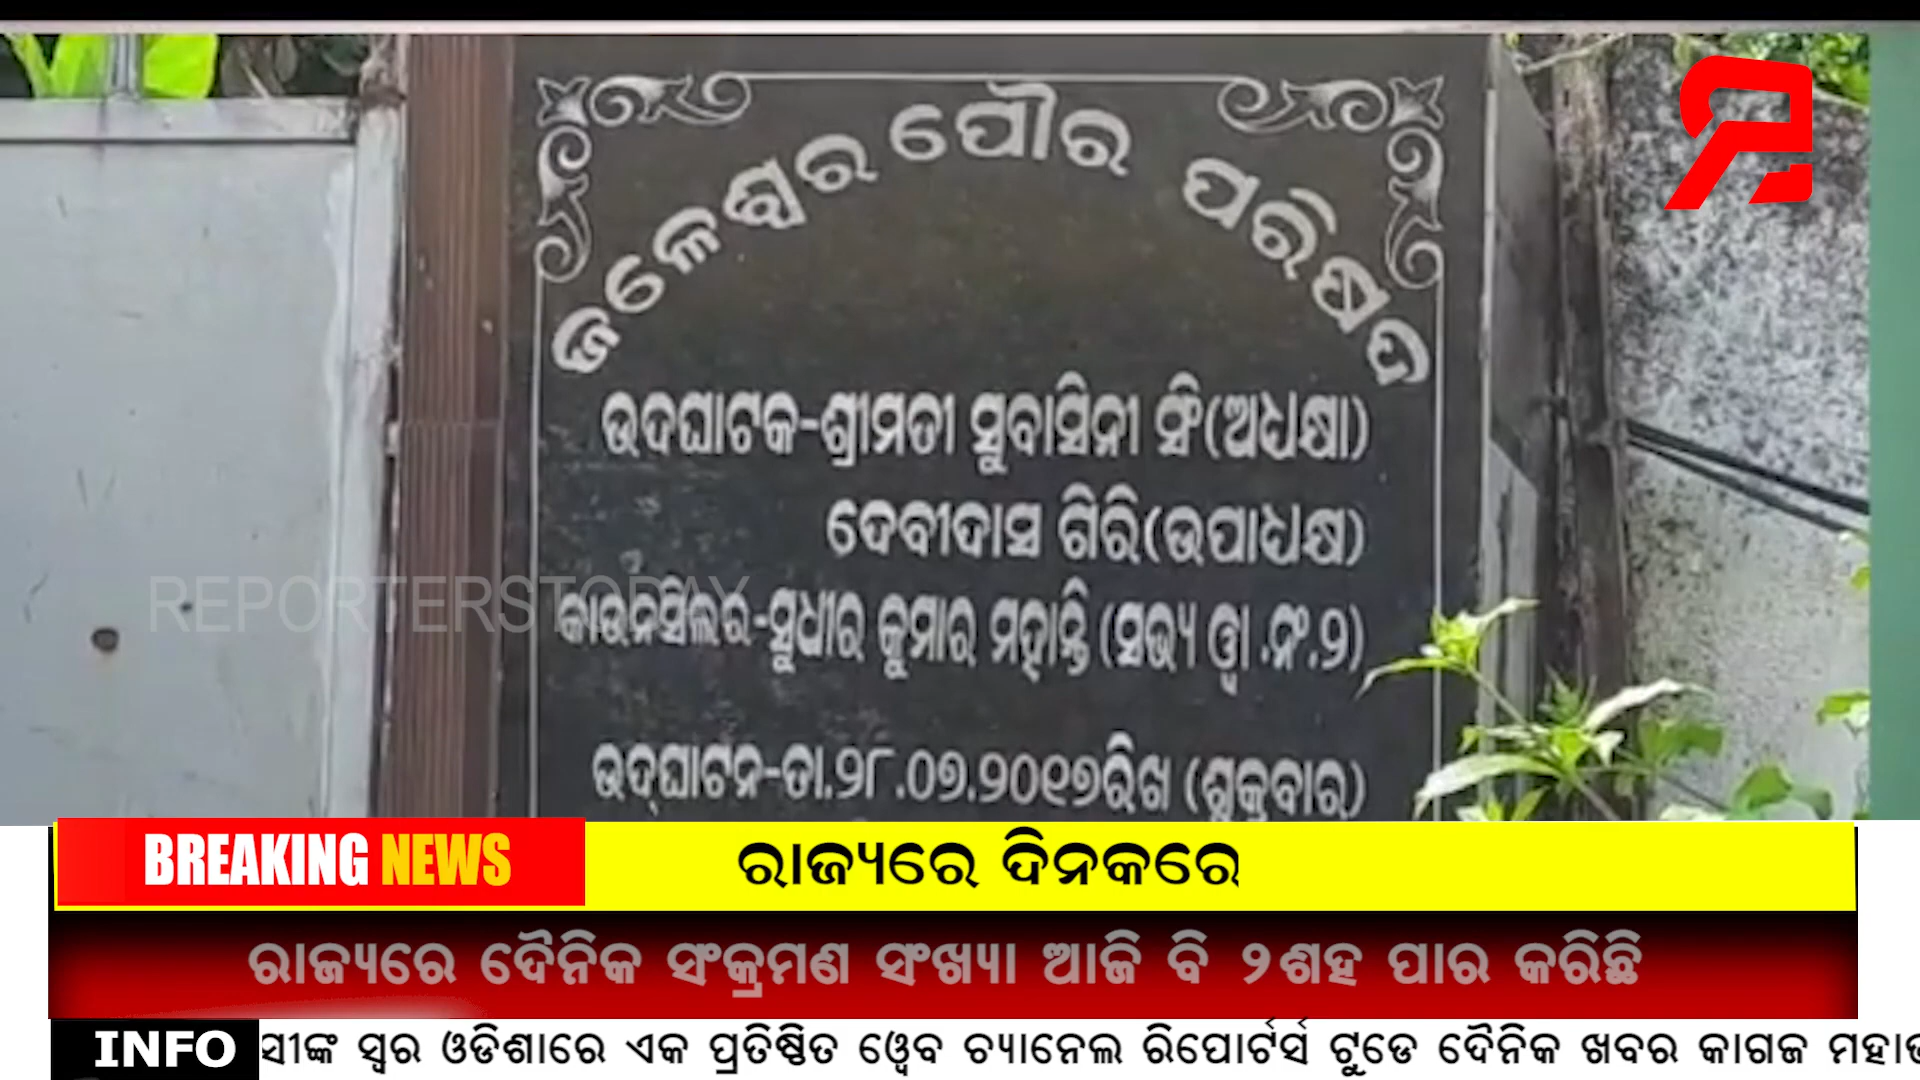 ଜଳେଶ୍ୱର ପୌର ପରିଷଦ
ଉଦଘାଟକ-ଶ୍ରୀମତୀ ସୁବାସିନୀ ସିଂ(ଅଧ୍ୟକ୍ଷା)
ଦେବୀଦାସ ଗିରି(ଉପାଧ୍ୟକ୍ଷ)
REPORTERSTODAY
କାଉନସିଲର-ସୁଧୀର କୁମାର ମହାନ୍ତି (ସଭ୍ୟ ୱା.ନଂ.୨)
ଉଦ୍‌ଘାଟନ-ତା.୨୮.୦୭.୨୦୧୭ରିଖ (ଶୁକ୍ରବାର)
BREAKING NEWS
ରାଜ୍ୟରେ ଦିନକରେ
ରାଜ୍ୟରେ ଦୈନିକ ସଂକ୍ରମଣ ସଂଖ୍ୟା ଆଜି ବି ୨ଶହ ପାର କରିଛି
INFO ସୀଙ୍କ ସ୍ୱର ଓଡିଶାରେ ଏକ ପ୍ରତିଷ୍ଠିତ ୱେବ ଚ୍ୟାନେଲ ରିପୋର୍ଟର୍ସ ଟୁଡେ ଦୈନିକ ଖବର କାଗଜ